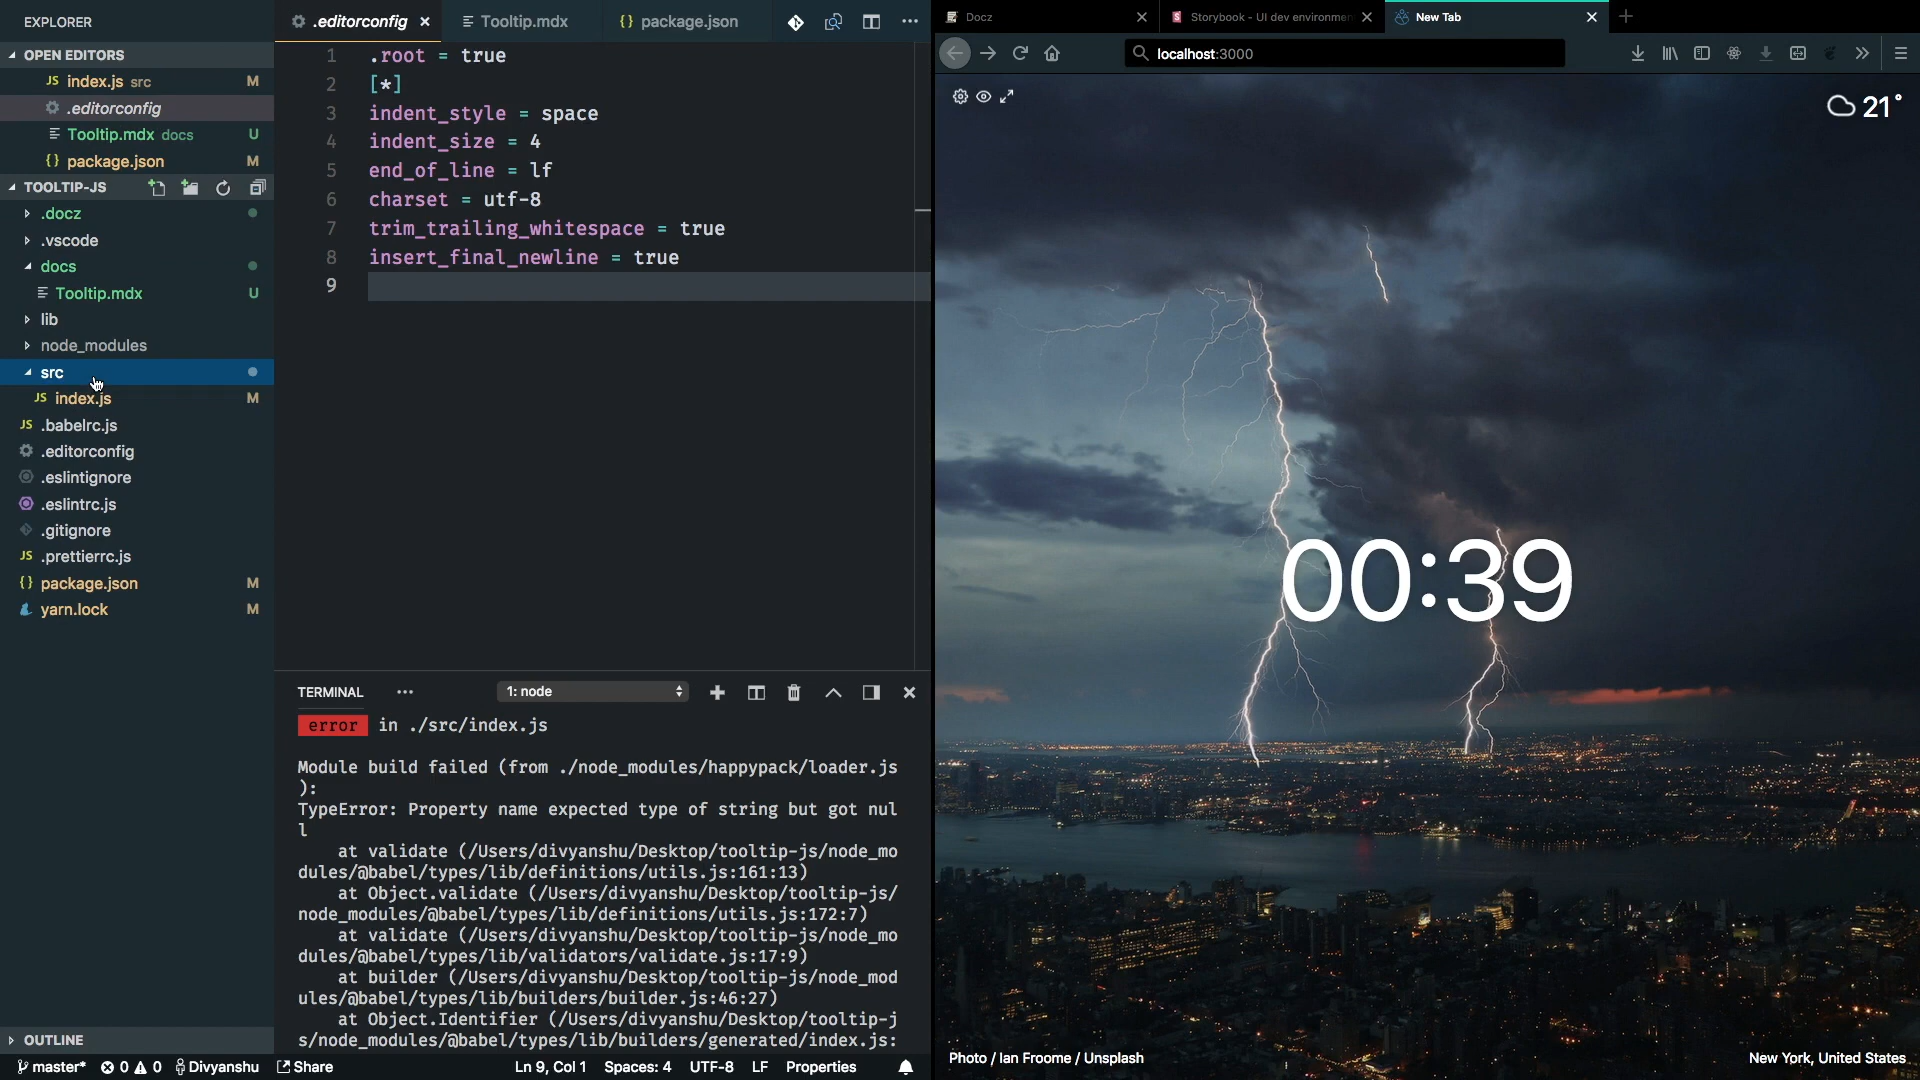 EXPLORER
OPEN EDITORS
JS index.js src M
.editorconfig
Tooltip.mdx docs U
{} package.json M
TOOLTIP-JS
.docz
.vscode
docs
Tooltip.mdx U
lib
node_modules
src
JS index.js M
JS .babelrc.js
.editorconfig
.eslintignore
.eslintrc.js
.gitignore
JS .prettierrc.js
{} package.json M
yarn.lock M
OUTLINE
.editorconfig
Tooltip.mdx
{} package.json
1 .root = true
2 [*]
3 indent_style = space
4 indent_size = 4
5 end_of_line = lf
6 charset = utf-8
7 trim_trailing_whitespace = true
8 insert_final_newline = true
9
TERMINAL
1: node
error in ./src/index.js
Module build failed (from ./node_modules/happypack/loader.js
):
TypeError: Property name expected type of string but got nul
l
at validate (/Users/divyanshu/Desktop/tooltip-js/node_mo
dules/@babel/types/lib/definitions/utils.js:161:13)
at Object.validate (/Users/divyanshu/Desktop/tooltip-js/
node_modules/@babel/types/lib/definitions/utils.js:172:7)
at validate (/Users/divyanshu/Desktop/tooltip-js/node_mo
dules/@babel/types/lib/validators/validate.js:17:9)
at builder (/Users/divyanshu/Desktop/tooltip-js/node_mod
ules/@babel/types/lib/builders/builder.js:46:27)
at Object.Identifier (/Users/divyanshu/Desktop/tooltip-j
s/node_modules/@babel/types/lib/builders/generated/index.js:
master* 0 0 Divyanshu Share Ln 9, Col 1 Spaces: 4 UTF-8 LF Properties
Docz
Storybook - UI dev environmen
New Tab
localhost:3000
21°
00:39
Photo / Ian Froome / Unsplash
New York, United States